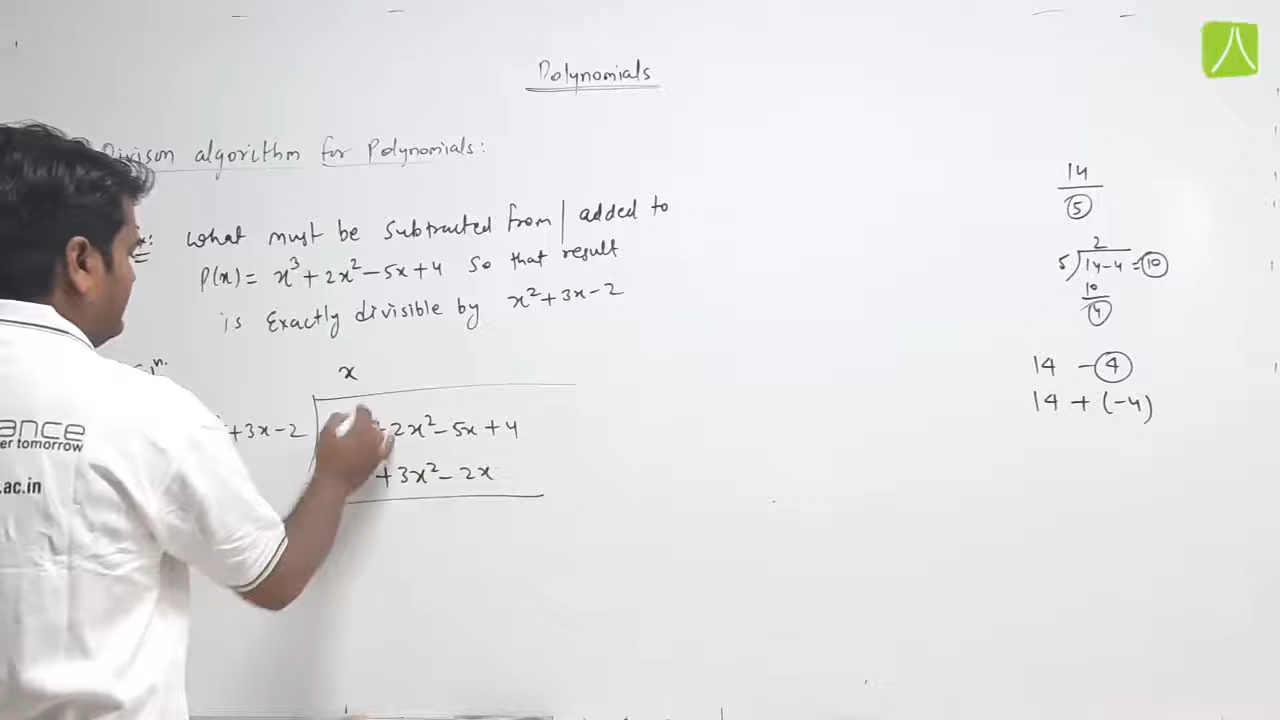 Polynomials
Divison algorithm for Polynomials:
What must be subtracted from | added to
P(x) = x³ + 2x² - 5x + 4 so that result
is Exactly divisible by x² + 3x - 2
x
+ 3x - 2 2x² - 5x + 4
+ 3x² - 2x
14
5
2
5 ) 14 - 4 = 10
10
4
14 - 4
14 + (-4)
ance
er tomorrow
.ac.in